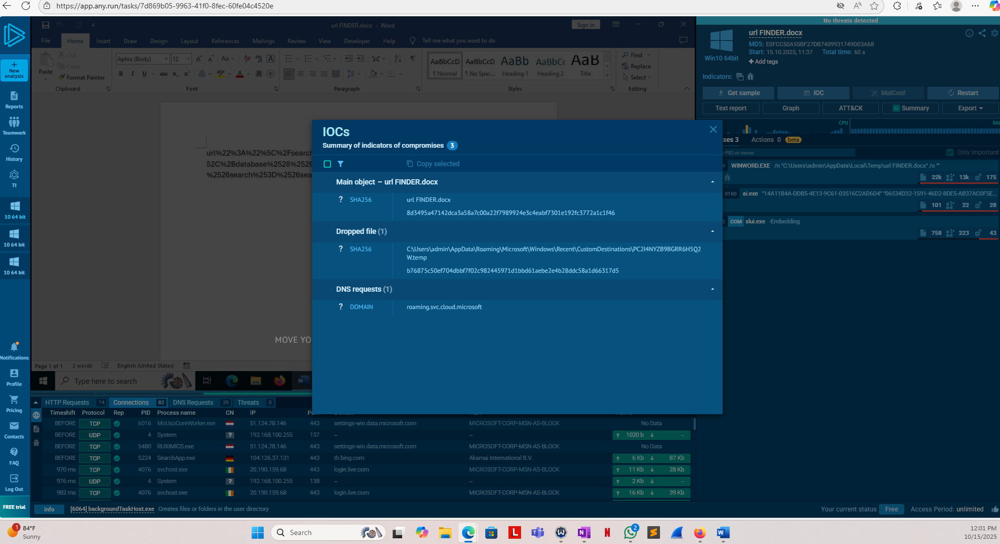 https://app.any.run/tasks/7d869b05-9963-41f0-8fec-60fe04c4520e
New analysis
Reports
Teamwork
History
TI
10 64 bit
10 64 bit
10 64 bit
Notifications
Profile
Pricing
Contacts
FAQ
Log Out
FREE trial
url FINDER.docx - Word
Sign in
File Home Insert Draw Design Layout References Mailings Review View Developer Help Tell me what you want to do
Paste
Cut
Copy
Format Painter
Clipboard
Aptos (Body) 12
Font
Paragraph
AaBbCcD AaBbCcD AaBb AaBbC AaB
Normal No Spac... Heading 1 Heading 2 Title
Styles
Find
Replace
Select
Editing
url%22%3A%22%5C%2Fsearch
52C%2Bdatabase%2528%2529
%2526search%253D%2526sea
MOVE YO
Page 1 of 1 2 words English (United States)
Type here to search
IOCs
Summary of indicators of compromises 3
Copy selected
Main object – url FINDER.docx
? SHA256 url FINDER.docx
8d3495a47142dca3a58a7c00a22f7989924e3c4eabf7301e192fc3772a1c1f46
Dropped file (1)
? SHA256 C:\Users\admin\AppData\Roaming\Microsoft\Windows\Recent\CustomDestinations\PC2I4NYZB9BGRR6H5Q2
W.temp
b76875c50ef704dbbf7f02c982445971d1bbd61aebe2e4b28ddc58a1d66317d5
DNS requests (1)
? DOMAIN roaming.svc.cloud.microsoft
No threats detected
url FINDER.docx
MD5: E0FCC50A55BF27DB7409931749D03A68
Start: 15.10.2025, 11:37 Total time: 60 s
Win10 64bit
+ Add tags
Indicators:
Get sample IOC MalConf Restart
Text report Graph ATT&CK AI Summary Export
CPU RA
ses 3 Actions 0 beta
PID or name Only important
4 WINWORD.EXE /n "C:\Users\admin\AppData\Local\Temp\url FINDER.docx" /o ""
22k 13k 175
9160 ai.exe "14A11B4A-DDB5-4E13-9C61-03516C2AD6D4" "06534D32-1591-46D2-8DE5-AB37AC0F5E...
101 22 28
2 COM slui.exe -Embedding
758 223 43
HTTP Requests 14 Connections 82 DNS Requests 29 Threats 0
Timeshift Protocol Rep PID Process name CN IP
BEFORE TCP 6016 MoUsoCoreWorker.exe 51.124.78.146 443 settings-win.data.microsoft.com MICROSOFT-CORP-MSN-AS-BLOCK No Data
BEFORE UDP 4 System ? 192.168.100.255 137 – – 1020 b –
BEFORE TCP 5480 RUXIMICS.exe 51.124.78.146 443 settings-win.data.microsoft.com MICROSOFT-CORP-MSN-AS-BLOCK No Data
BEFORE TCP 5224 SearchApp.exe 104.126.37.131 443 th.bing.com Akamai International B.V. 6 Kb 87 Kb
970 ms TCP 4076 svchost.exe 20.190.159.68 443 login.live.com MICROSOFT-CORP-MSN-AS-BLOCK 11 Kb 28 Kb
976 ms UDP 4 System ? 192.168.100.255 138 – – 2 Kb –
982 ms TCP 4076 svchost.exe 20.190.159.68 443 login.live.com MICROSOFT-CORP-MSN-AS-BLOCK 16 Kb 39 Kb
Info [6064] backgroundTaskHost.exe Creates files or folders in the user directory
Your current status Free Access Period: unlimited
1 84°F
Sunny
Search
2
12:01 PM
10/15/2025